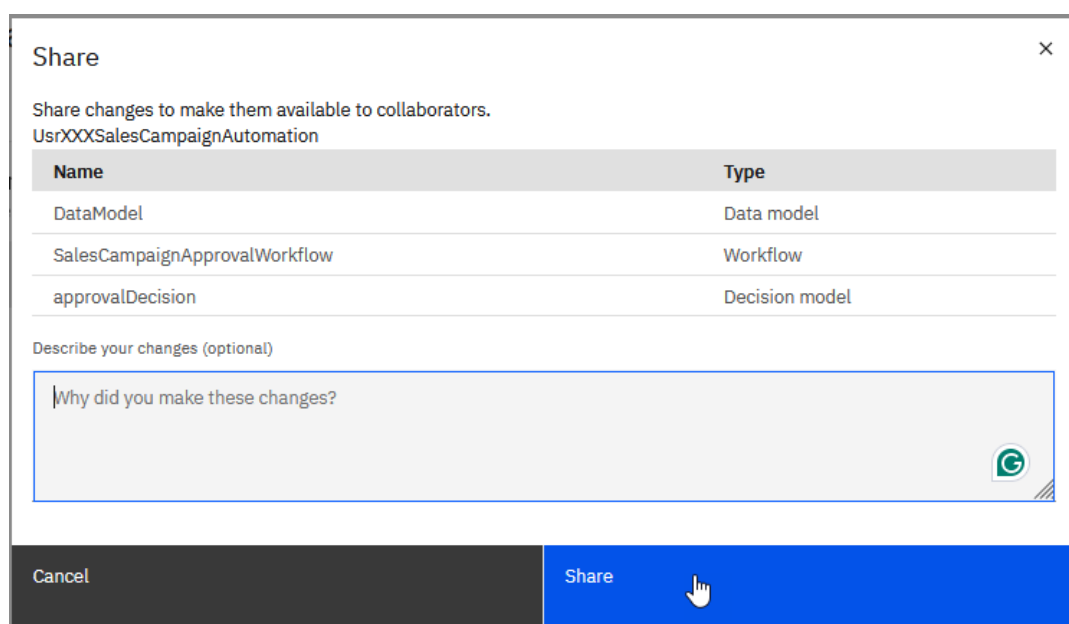 Share
Share changes to make them available to collaborators.
UsrXXXSalesCampaignAutomation
Name Type
DataModel Data model
SalesCampaignApprovalWorkflow Workflow
approvalDecision Decision model
Describe your changes (optional)
Why did you make these changes?
Cancel Share